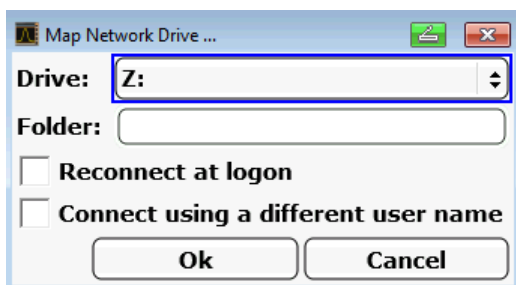 Map Network Drive ...
Drive: Z:
Folder:
Reconnect at logon
Connect using a different user name
Ok Cancel